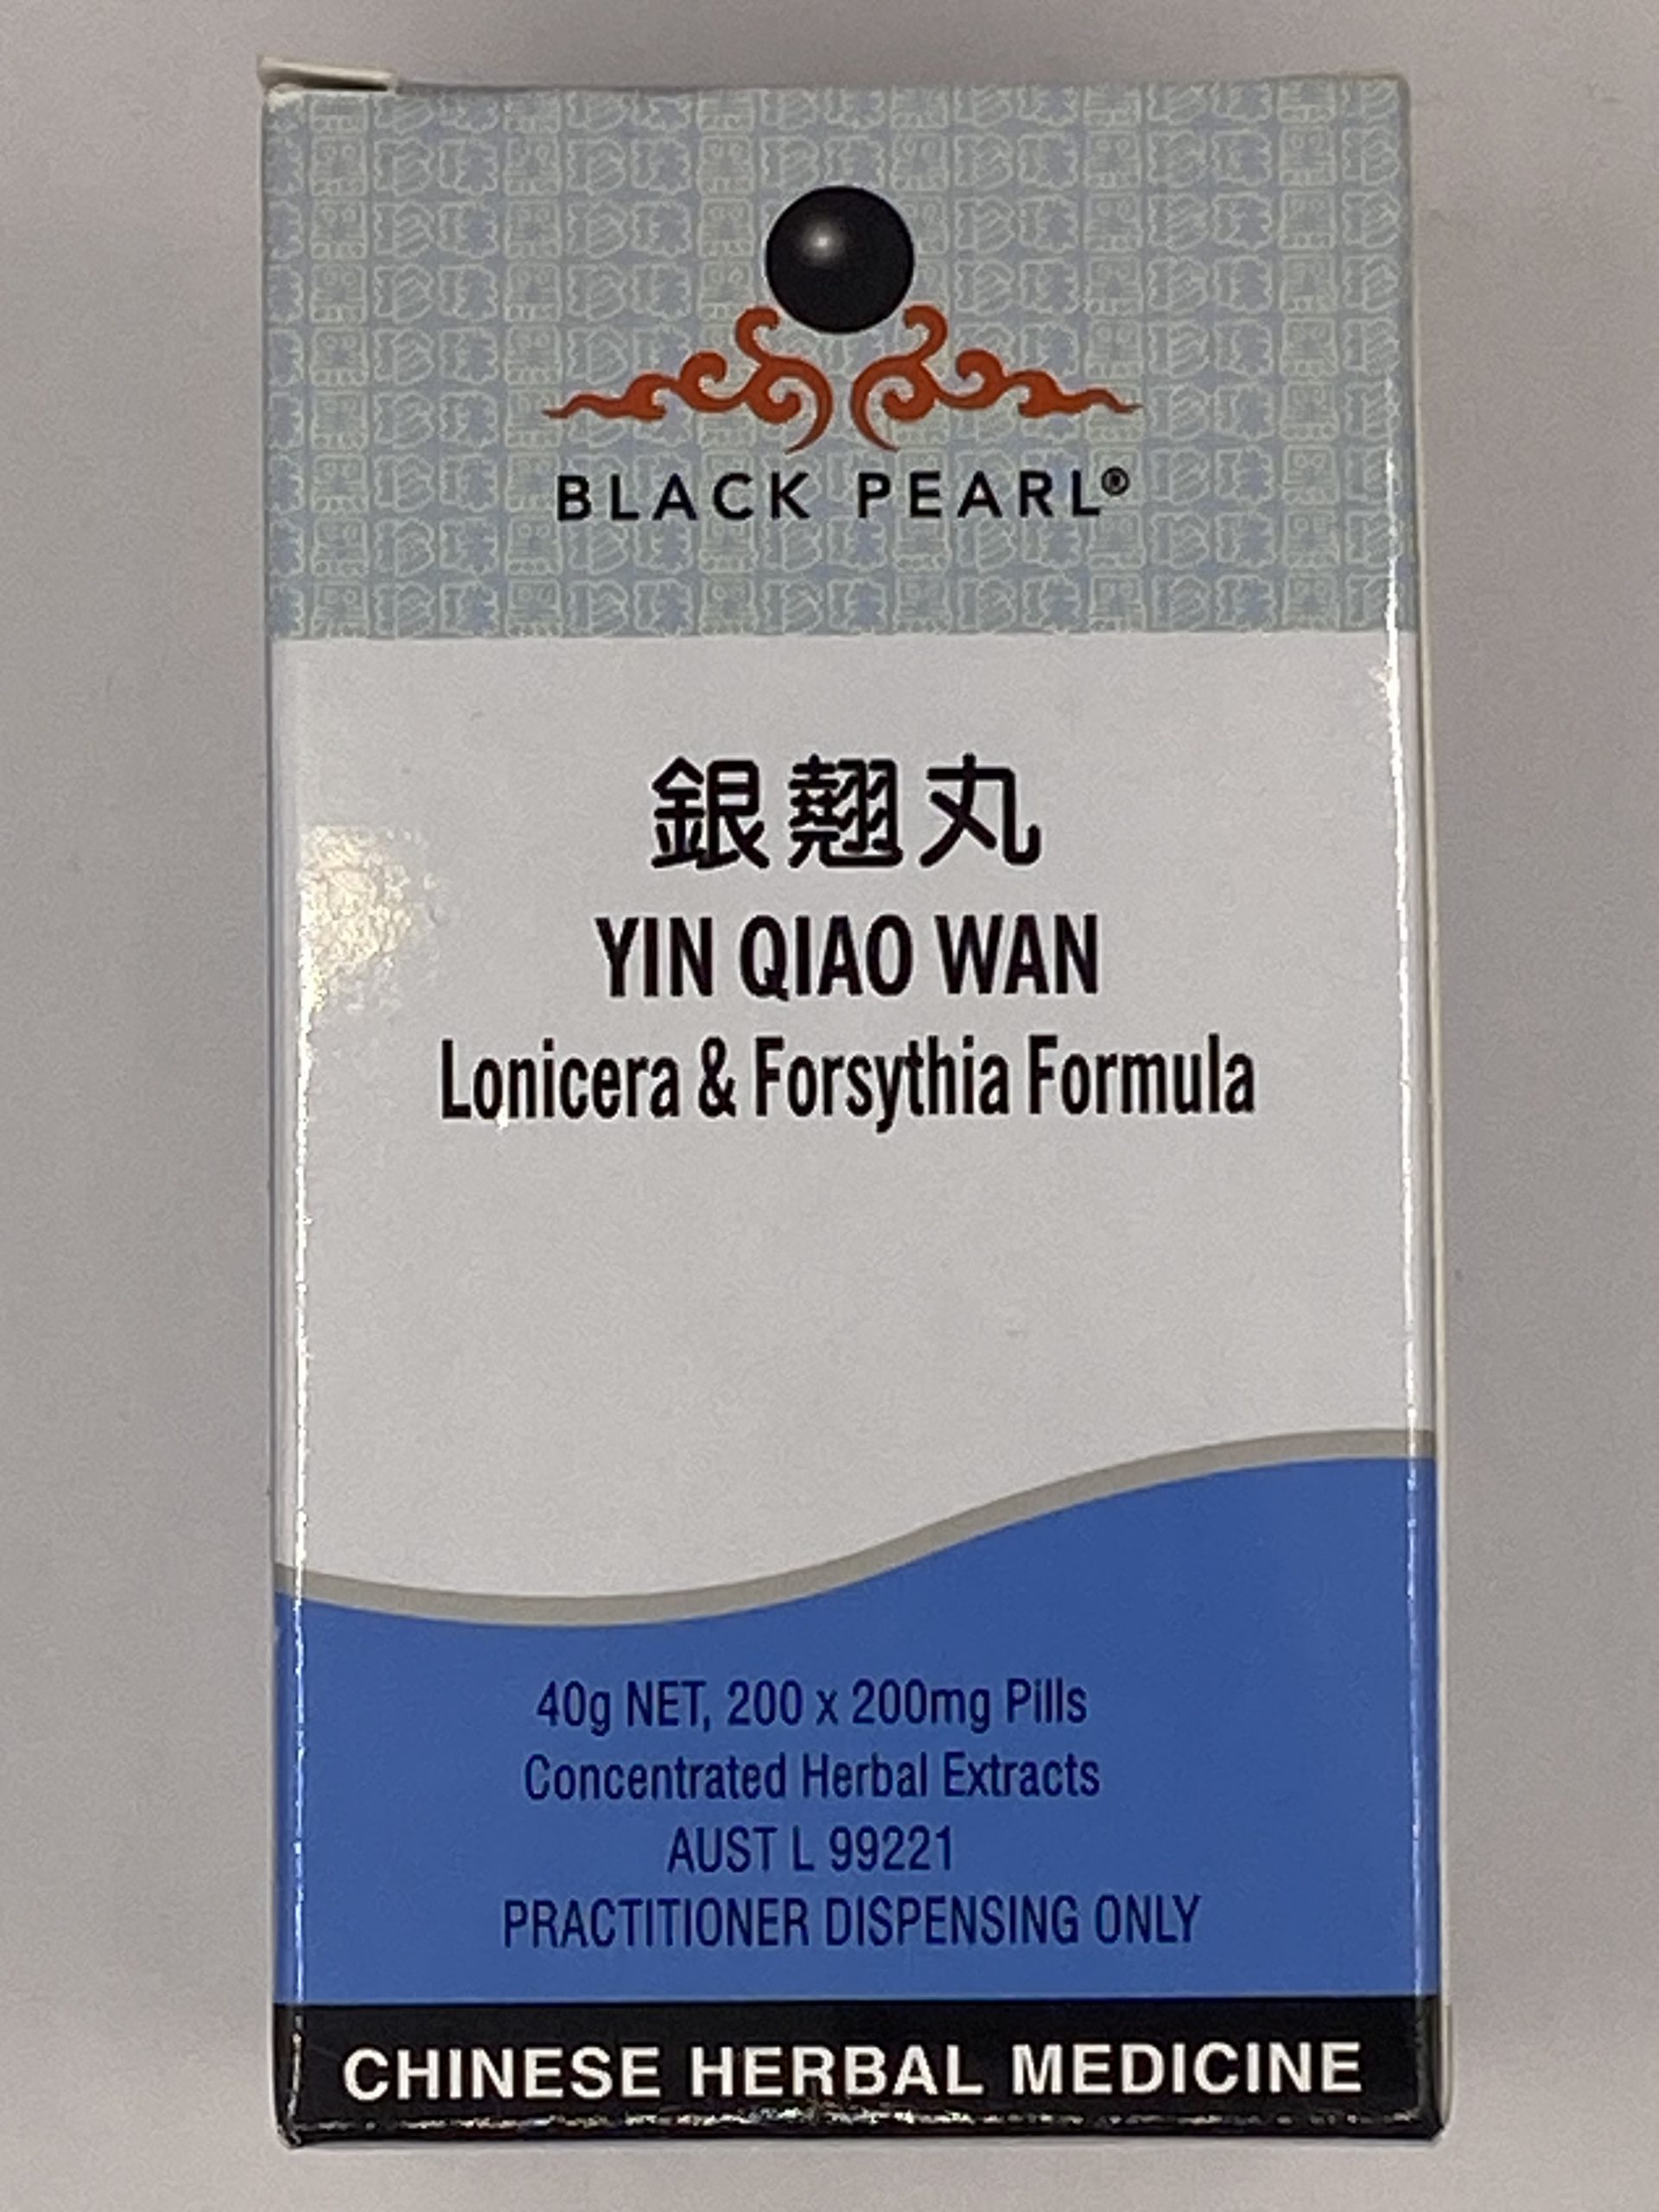 BLACK PEARL®
銀翹丸
YIN QIAO WAN
Lonicera & Forsythia Formula
40g NET, 200 x 200mg Pills
Concentrated Herbal Extracts
AUST L 99221
PRACTITIONER DISPENSING ONLY
CHINESE HERBAL MEDICINE